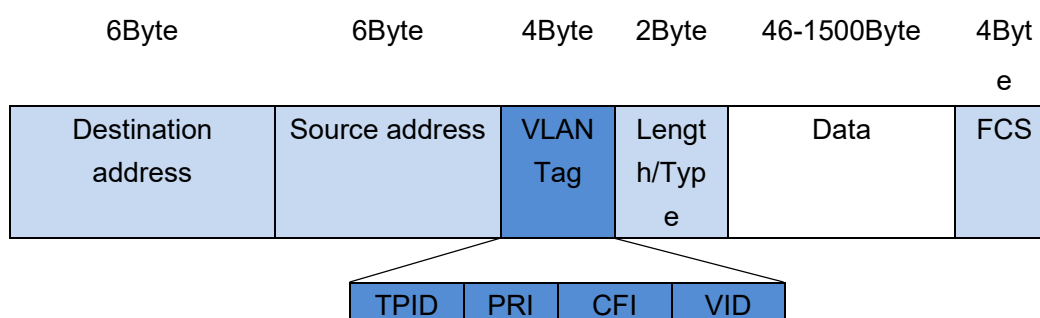 6Byte 6Byte 4Byte 2Byte 46-1500Byte 4Byt
e
Destination Source address VLAN Lengt Data FCS
address Tag h/Typ
e
TPID PRI CFI VID